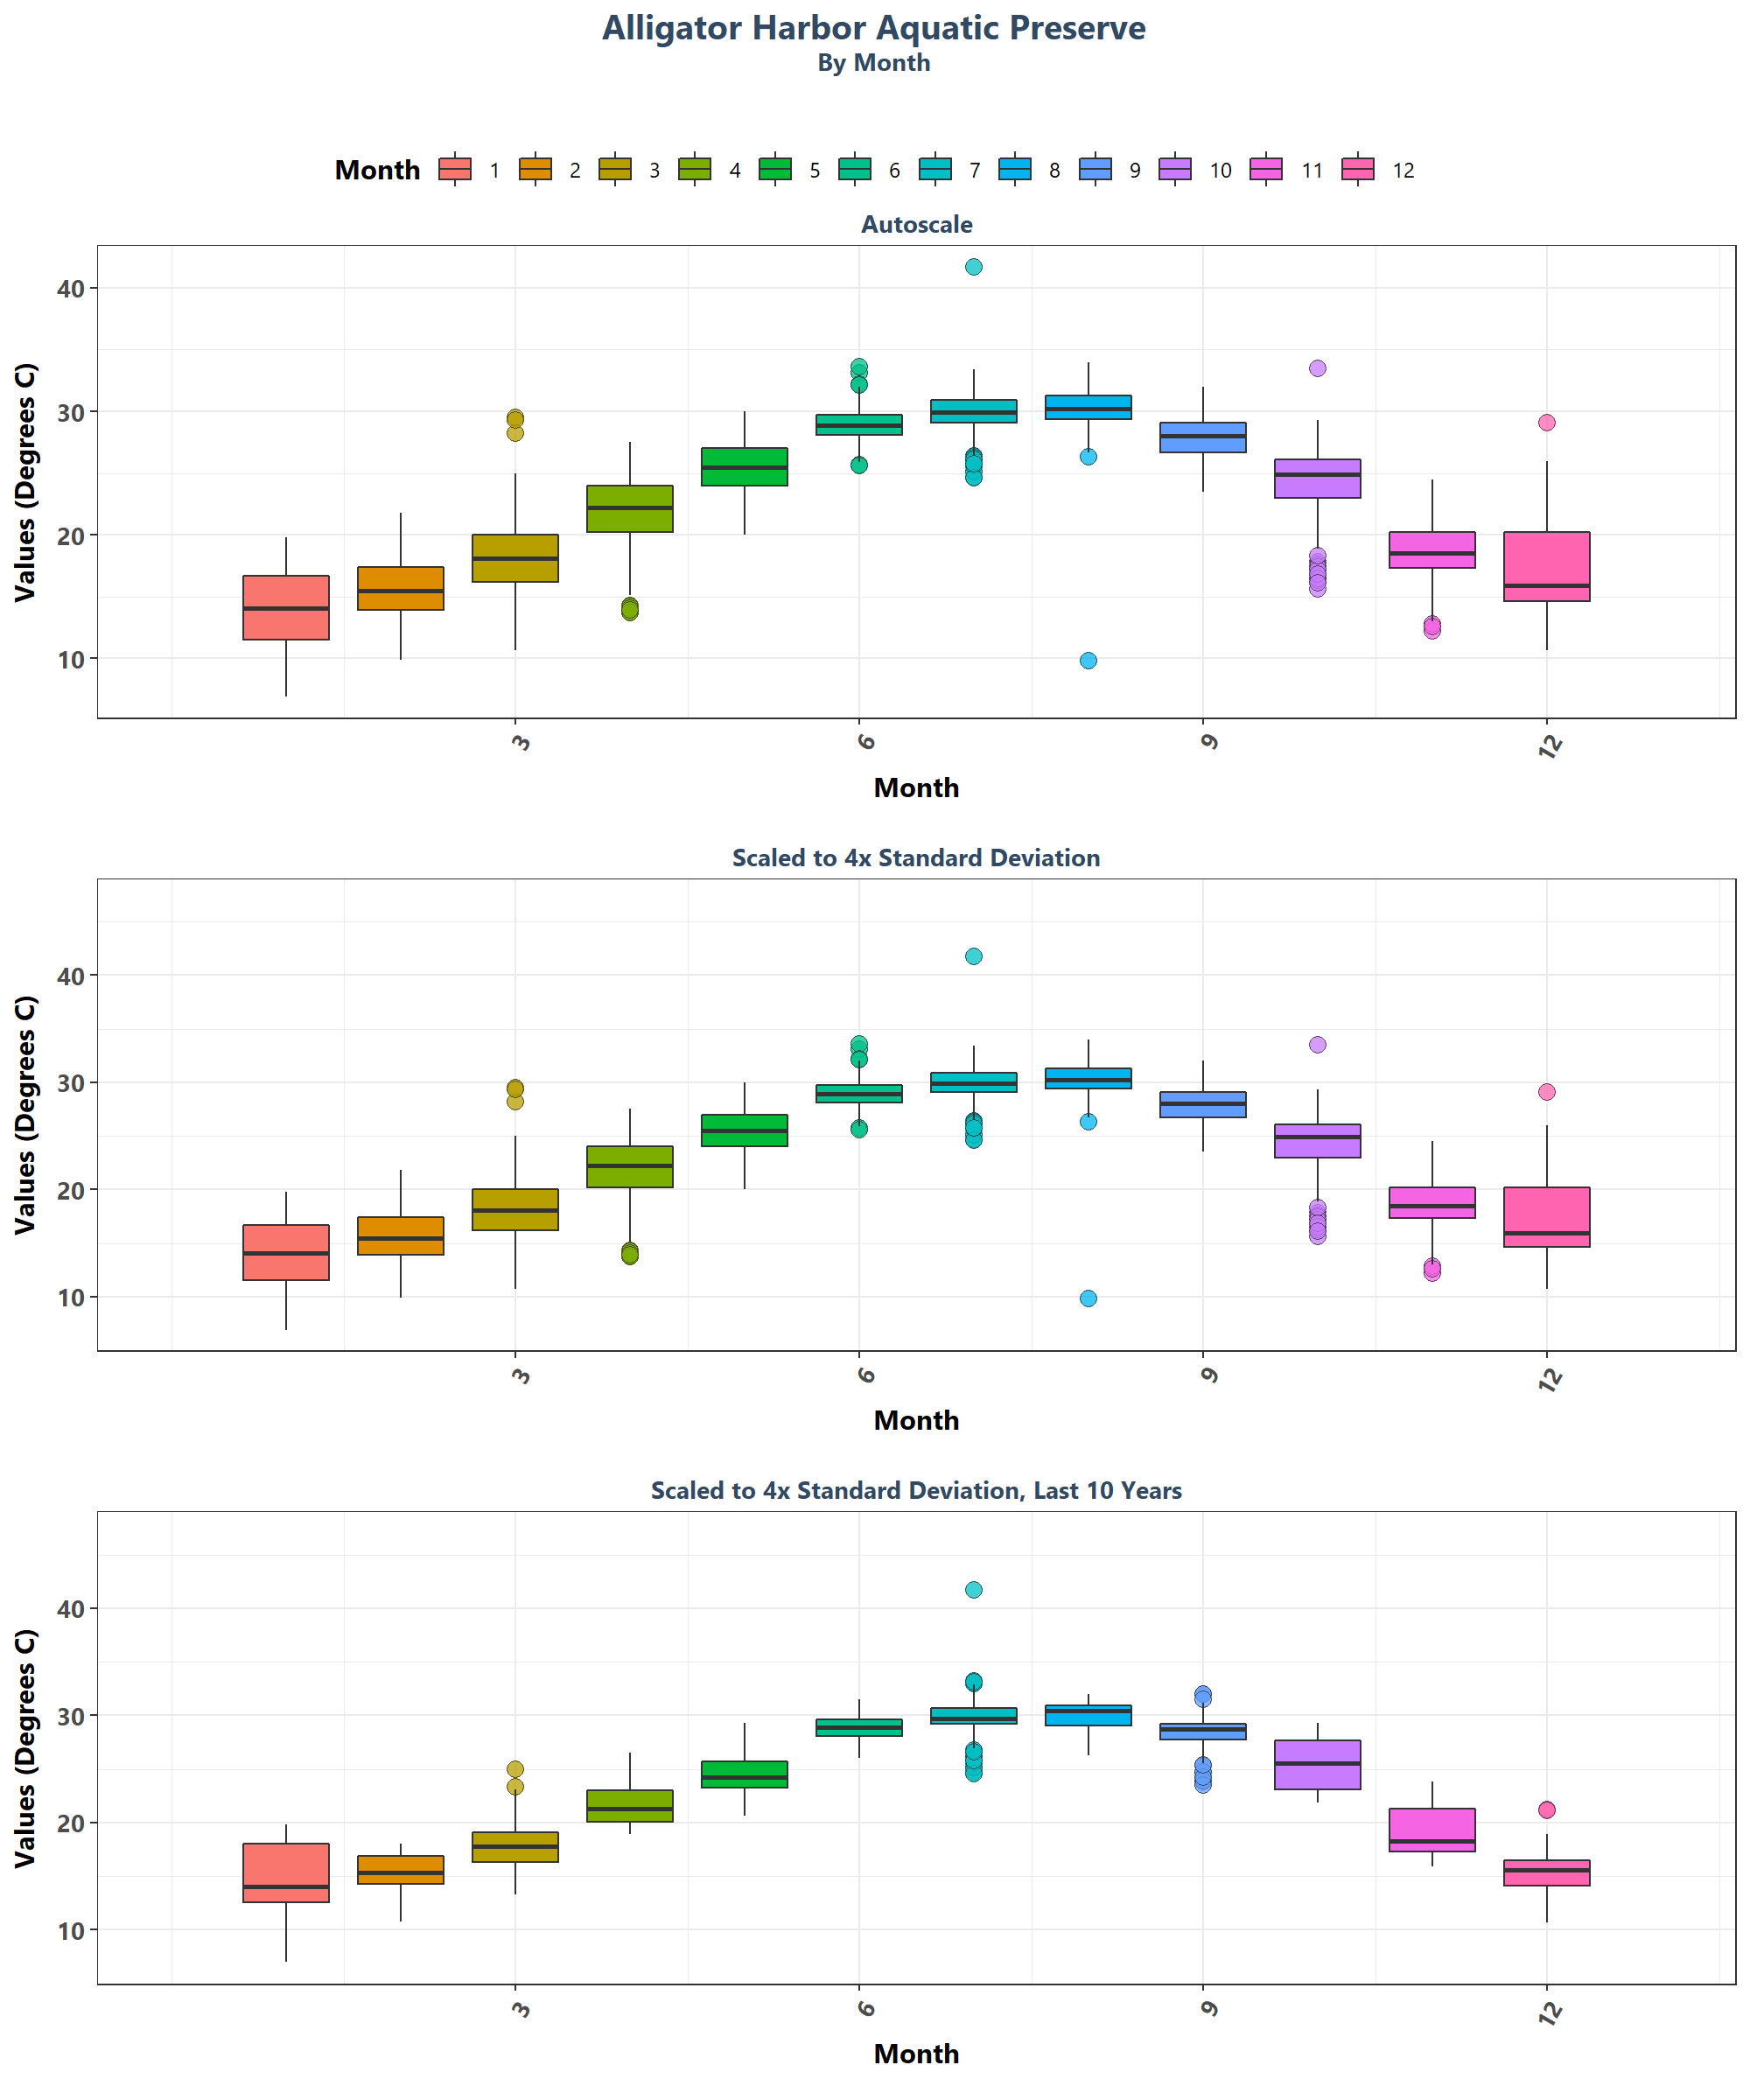 Alligator Harbor Aquatic Preserve
By Month
Month 1 2 3 4 5 6 7 8 9 10 11 12
Autoscale
Values (Degrees C)
40
30
20
10
3 6 9 12
Month
Scaled to 4x Standard Deviation
Values (Degrees C)
40
30
20
10
3 6 9 12
Month
Scaled to 4x Standard Deviation, Last 10 Years
Values (Degrees C)
40
30
20
10
3 6 9 12
Month